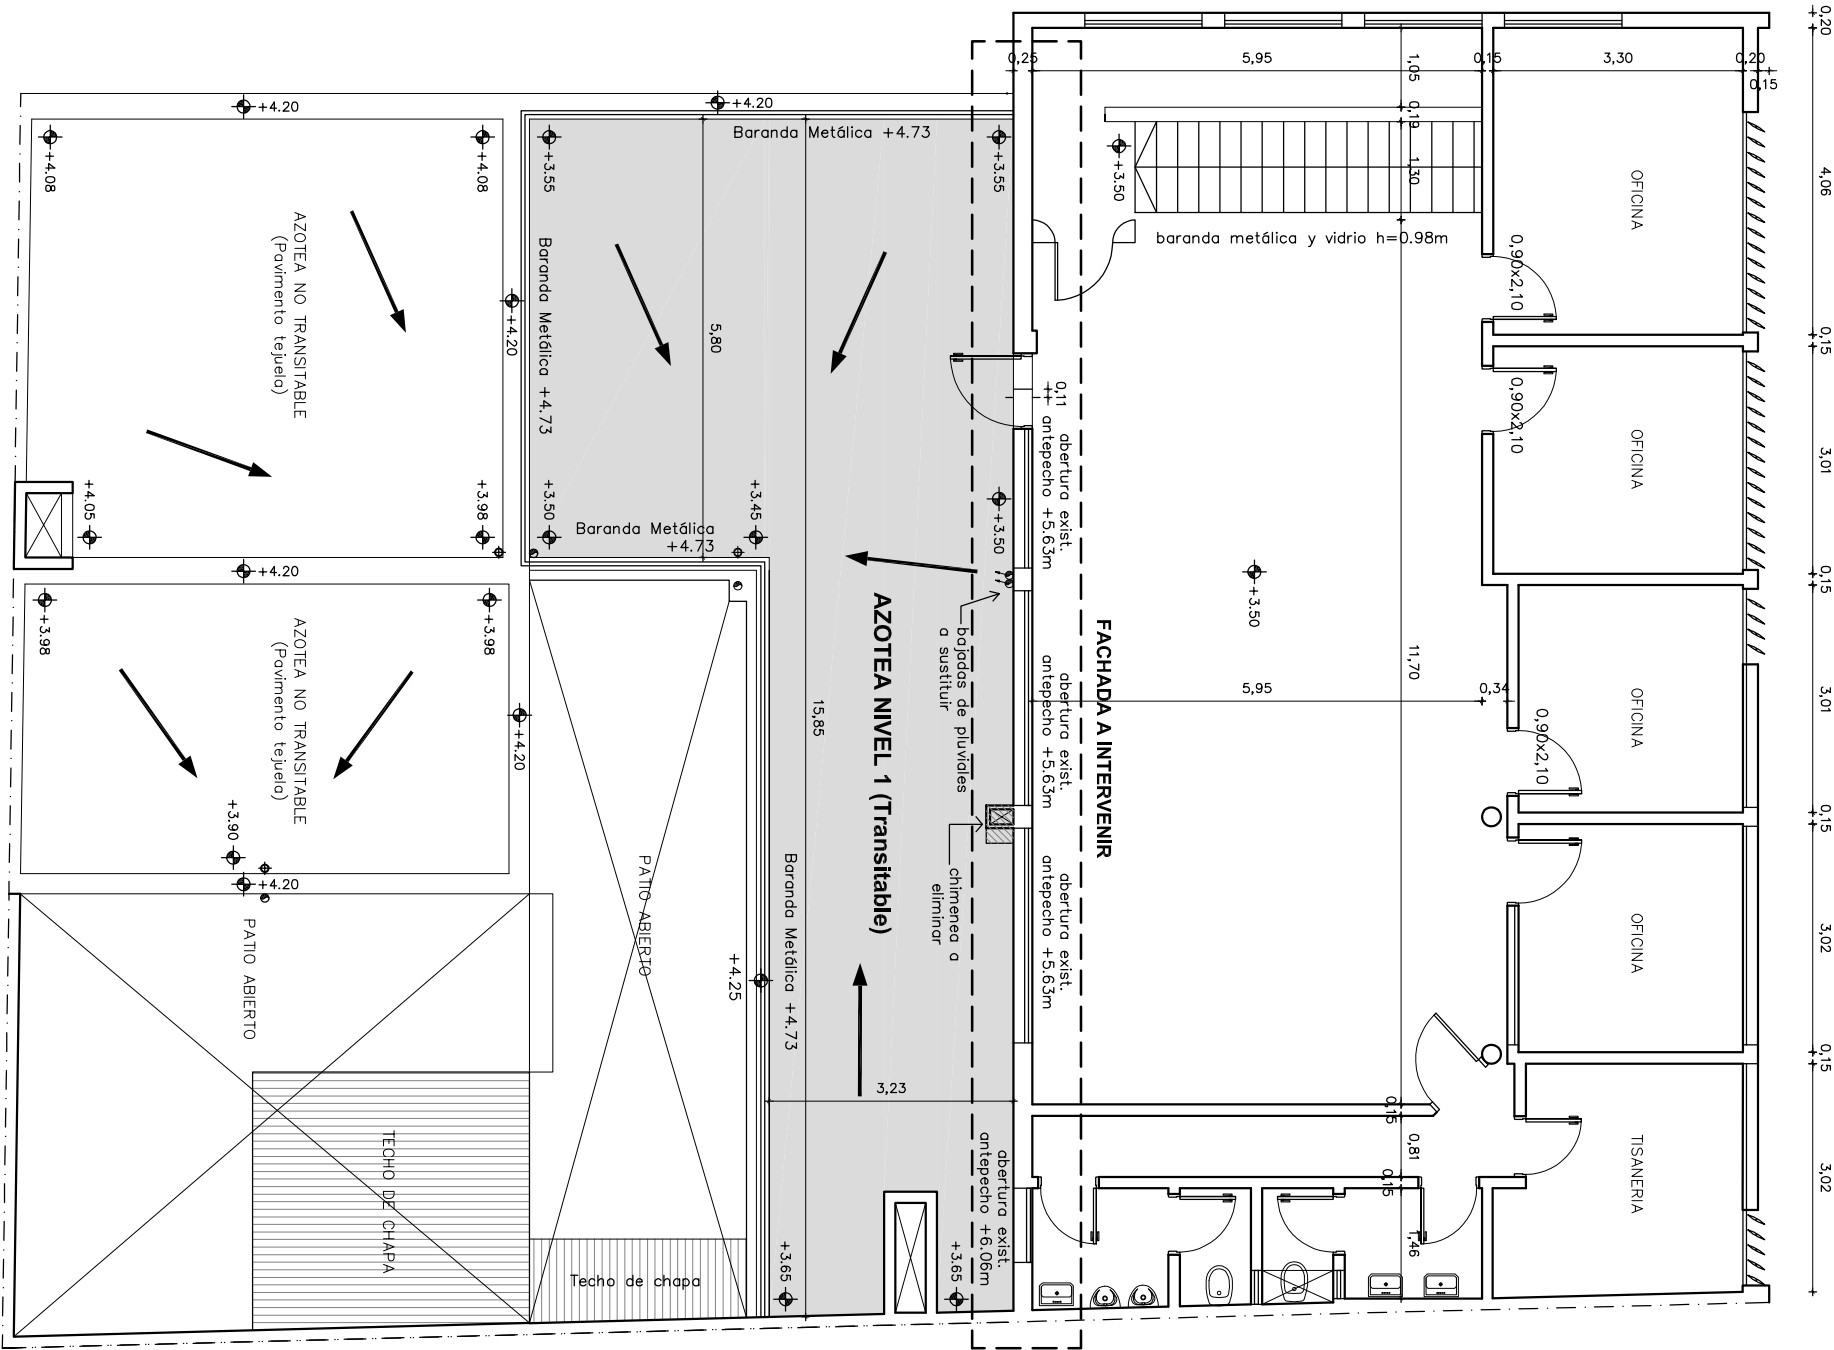 0,20
0,25
5,95
0,15
3,30
0,20
0,15
1,05
0,19
1,30
4,06
+4.20
+4.20
Baranda Metálica +4.73
+4.08
+4.08
+3.55
+3.55
+3.50
OFICINA
baranda metálica y vidrio h=0.98m
0,90x2,10
AZOTEA NO TRANSITABLE
(Pavimento tejuela)
+4.20
Baranda Metálica +4.73
5,80
0,15
0,11
abertura exist.
antepecho +5.63m
0,90x2,10
OFICINA
3,01
+4.05
+3.98
+3.50
+3.45
+3.50
Baranda Metálica
+4.73
+4.20
+3.50
0,15
+3.98
+3.98
AZOTEA NO TRANSITABLE
(Pavimento tejuela)
+4.20
AZOTEA NIVEL 1 (Transitable)
15,85
bajadas de pluviales
a sustituir
abertura exist.
antepecho +5.63m
FACHADA A INTERVENIR
11,70
5,95
0,34
0,90x2,10
OFICINA
3,01
+3.90
+4.20
0,15
PATIO ABIERTO
PATIO ABIERTO
+4.25
Baranda Metálica +4.73
chimenea a
eliminar
abertura exist.
antepecho +5.63m
OFICINA
3,02
0,15
3,23
0,15
0,81
0,15
1,46
TECHO DE CHAPA
Techo de chapa
+3.65
+3.65
abertura exist.
antepecho +6.06m
TISANERIA
3,02